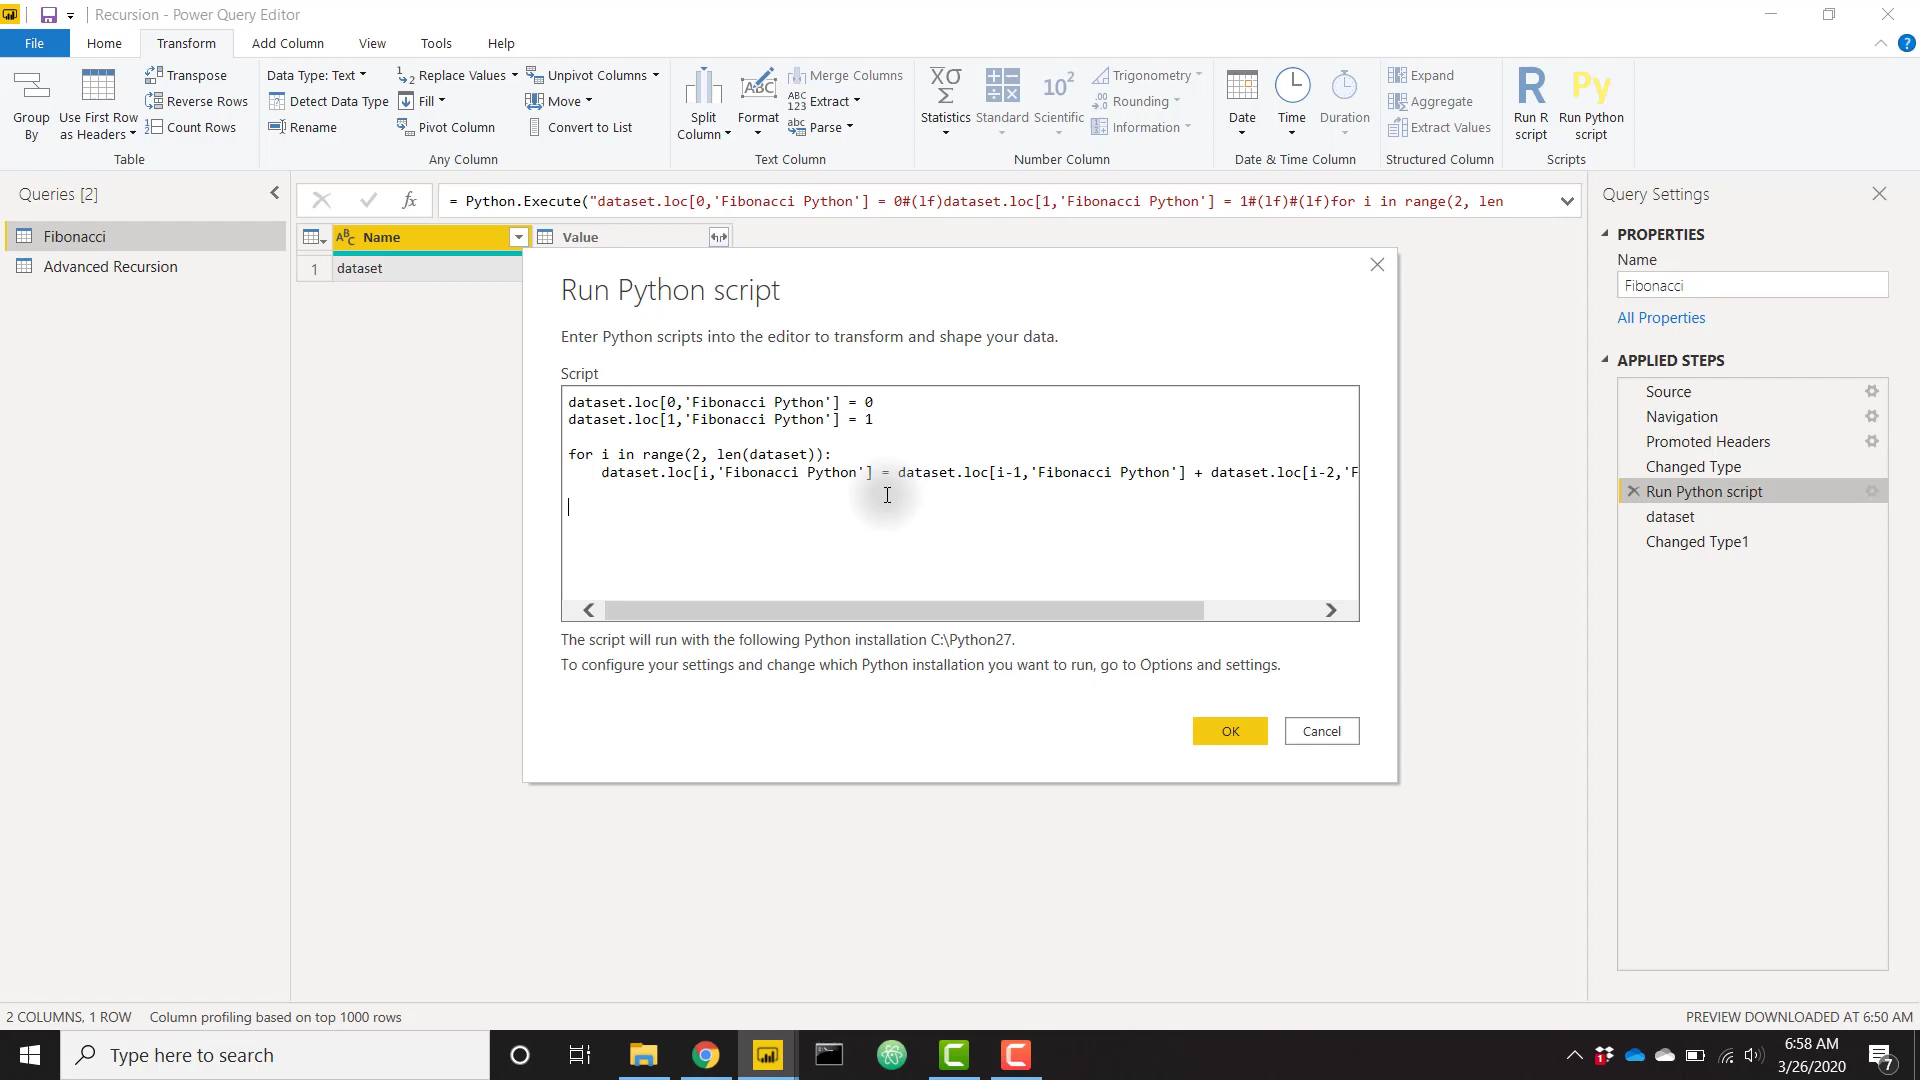 Recursion - Power Query Editor
File Home Transform Add Column View Tools Help
Group By
Use First Row as Headers
Transpose
Reverse Rows
Count Rows
Table
Data Type: Text
Detect Data Type
Rename
Replace Values
Fill
Pivot Column
Unpivot Columns
Move
Convert to List
Any Column
Split Column
Format
Merge Columns
Extract
Parse
Text Column
Statistics
Standard
Scientific
Trigonometry
Rounding
Information
Number Column
Date
Time
Duration
Date & Time Column
Expand
Aggregate
Extract Values
Structured Column
Run R script
Run Python script
Scripts
Queries [2]
Fibonacci
Advanced Recursion
= Python.Execute("dataset.loc[0,'Fibonacci Python'] = 0#(lf)dataset.loc[1,'Fibonacci Python'] = 1#(lf)#(lf)for i in range(2, len
Name Value
1 dataset
Run Python script
Enter Python scripts into the editor to transform and shape your data.
Script
dataset.loc[0,'Fibonacci Python'] = 0
dataset.loc[1,'Fibonacci Python'] = 1
for i in range(2, len(dataset)):
dataset.loc[i,'Fibonacci Python'] = dataset.loc[i-1,'Fibonacci Python'] + dataset.loc[i-2,'F
The script will run with the following Python installation C:\Python27.
To configure your settings and change which Python installation you want to run, go to Options and settings.
OK Cancel
Query Settings
PROPERTIES
Name
Fibonacci
All Properties
APPLIED STEPS
Source
Navigation
Promoted Headers
Changed Type
Run Python script
dataset
Changed Type1
2 COLUMNS, 1 ROW Column profiling based on top 1000 rows
PREVIEW DOWNLOADED AT 6:50 AM
Type here to search
6:58 AM
3/26/2020
7